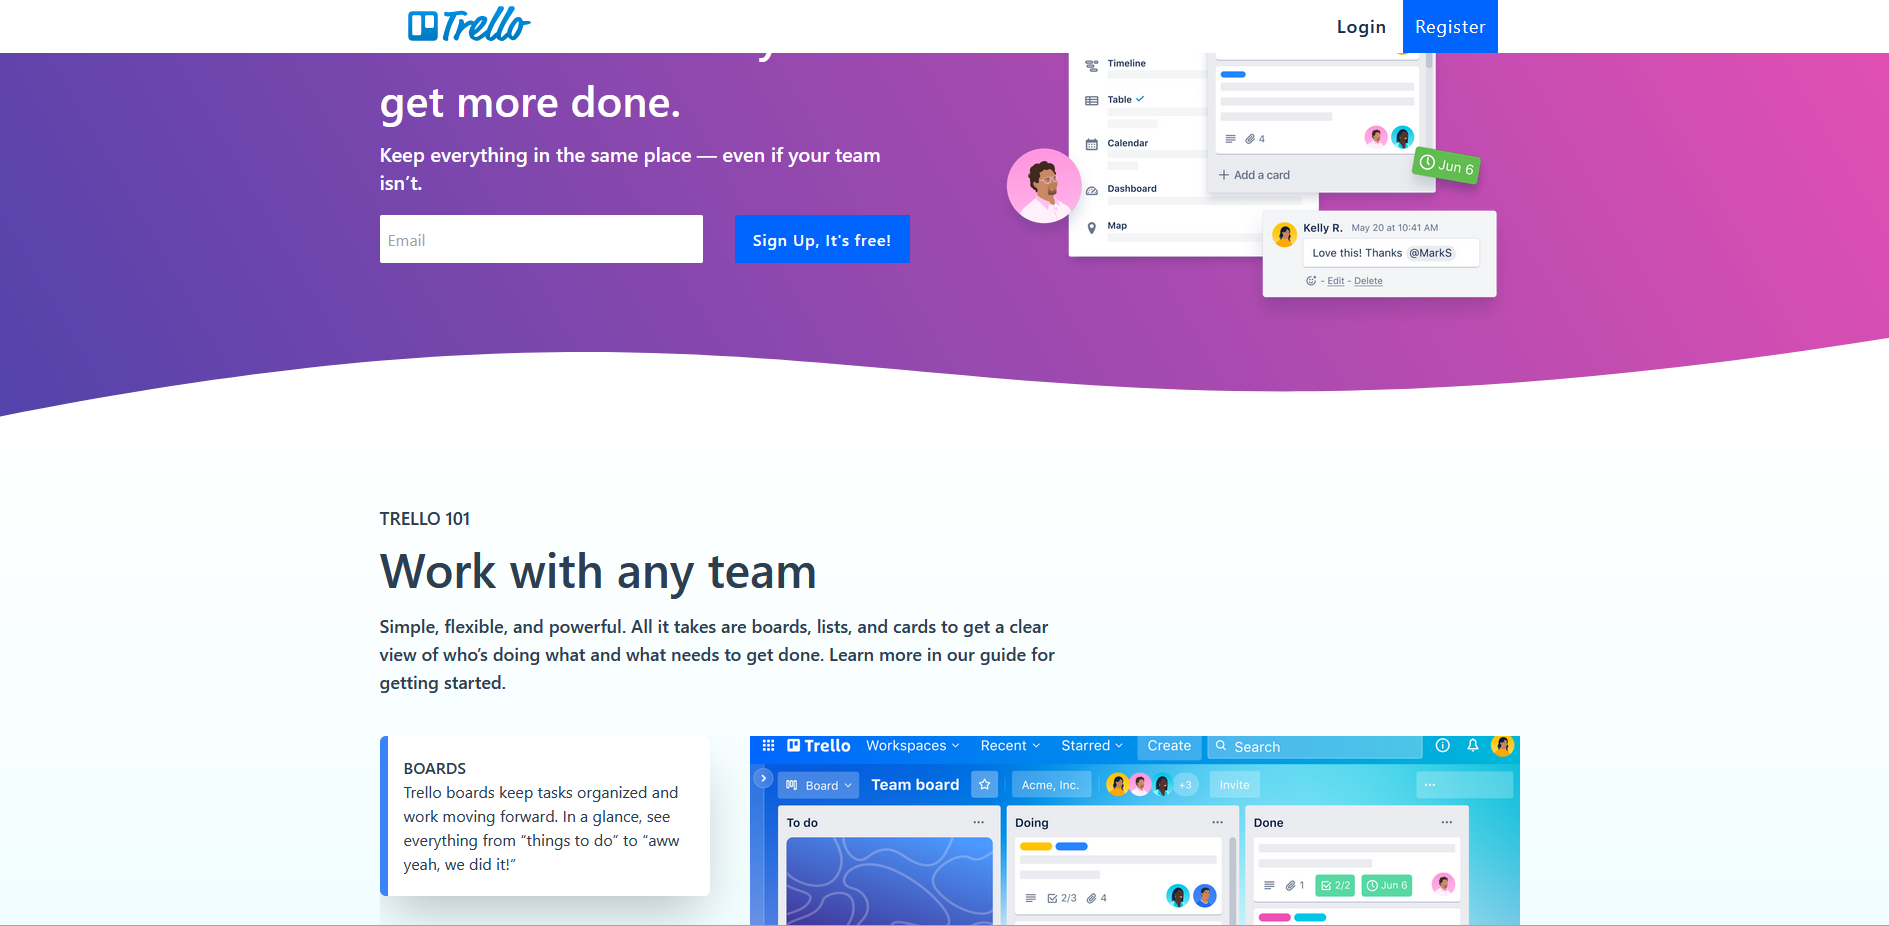 Trello
Login
Register
get more done.
Keep everything in the same place — even if your team
isn’t.
Email
Sign Up, It's free!
Timeline
Table
Calendar
Dashboard
Map
4
+ Add a card
Jun 6
Kelly R. May 20 at 10:41 AM
Love this! Thanks @MarkS
- Edit - Delete
TRELLO 101
Work with any team
Simple, flexible, and powerful. All it takes are boards, lists, and cards to get a clear
view of who’s doing what and what needs to get done. Learn more in our guide for
getting started.
BOARDS
Trello boards keep tasks organized and
work moving forward. In a glance, see
everything from “things to do” to “aww
yeah, we did it!”
Trello Workspaces Recent Starred Create Search
Board Team board Acme, Inc. +3 Invite
To do
Doing
2/3 4
Done
1 2/2 Jun 6